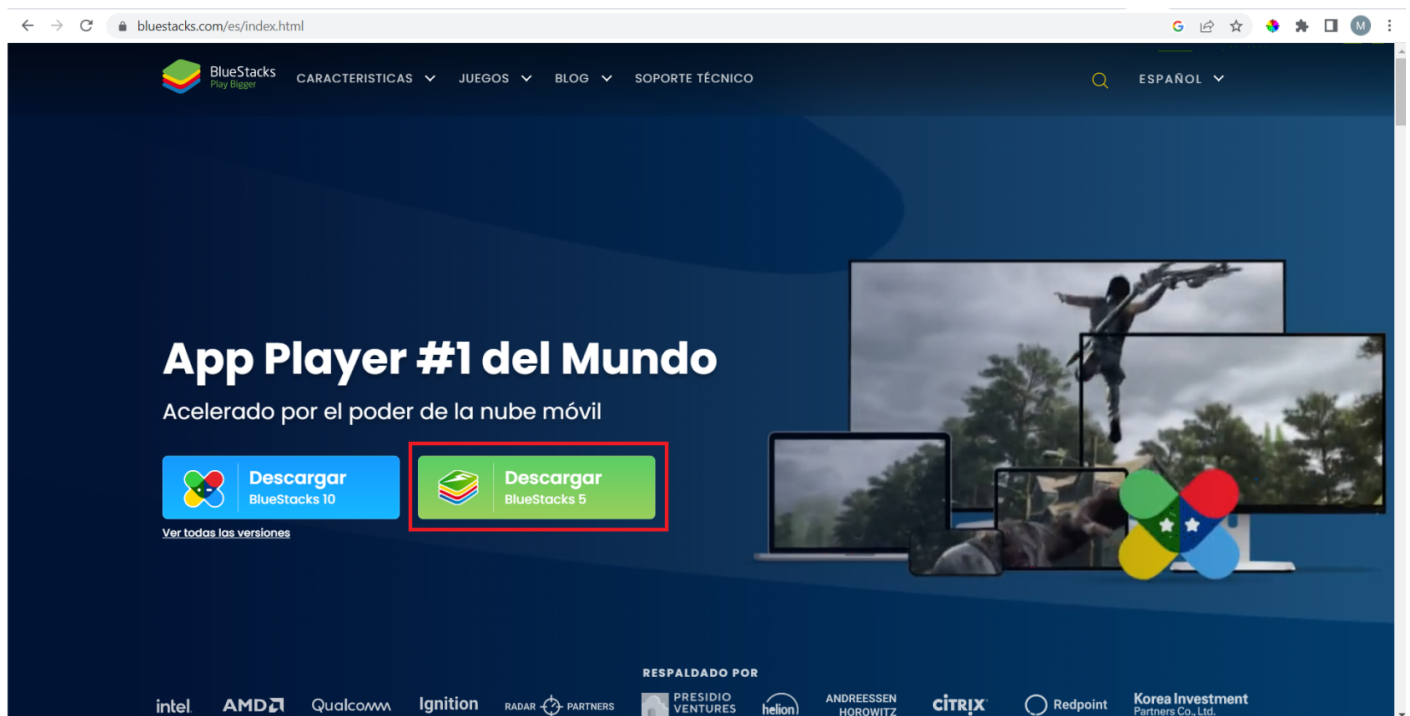 bluestacks.com/es/index.html
M
BlueStacks
Play Bigger
CARACTERISTICAS
JUEGOS
BLOG
SOPORTE TÉCNICO
ESPAÑOL
App Player #1 del Mundo
Acelerado por el poder de la nube móvil
Descargar
BlueStacks 10
Descargar
BlueStacks 5
Ver todas las versiones
RESPALDADO POR
intel.
AMD
Qualcomm
Ignition
RADAR PARTNERS
PRESIDIO
VENTURES
helion
ANDREESSEN
HOROWITZ
CITRIX
Redpoint
Korea Investment
Partners Co., Ltd.